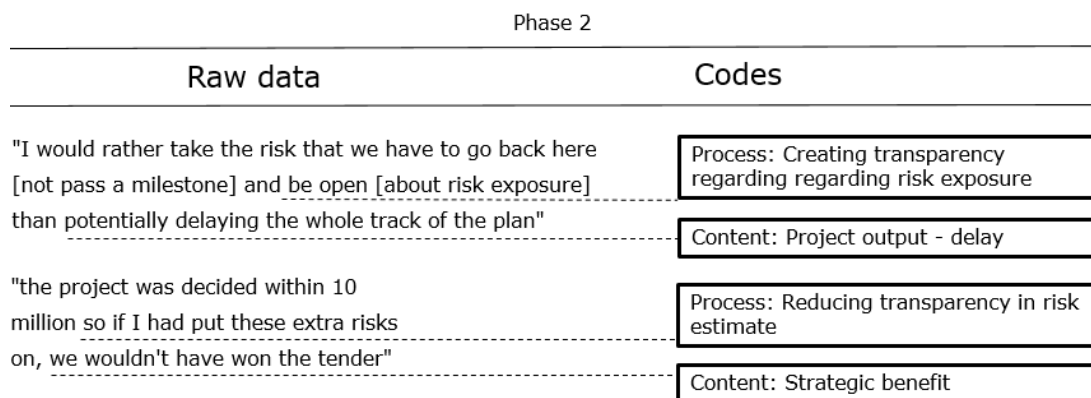 Phase 2
Raw data
Codes
"I would rather take the risk that we have to go back here
[not pass a milestone] and be open [about risk exposure]
than potentially delaying the whole track of the plan"
Process: Creating transparency
regarding regarding risk exposure
Content: Project output - delay
"the project was decided within 10
million so if I had put these extra risks
on, we wouldn't have won the tender"
Process: Reducing transparency in risk
estimate
Content: Strategic benefit